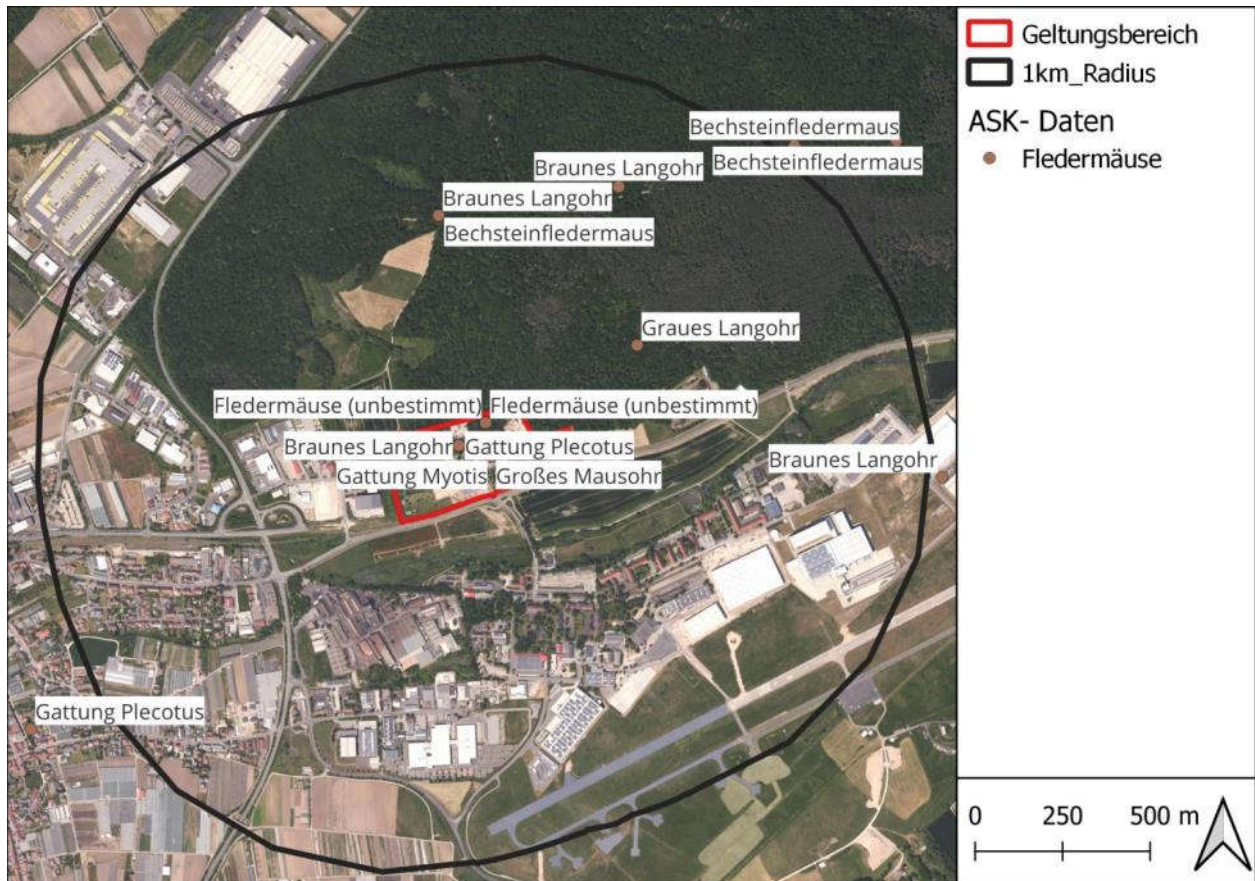 Geltungsbereich
1km_Radius
ASK- Daten
Fledermäuse
Bechsteinfledermaus
Bechsteinfledermaus
Braunes Langohr
Braunes Langohr
Bechsteinfledermaus
Graues Langohr
Fledermäuse (unbestimmt) Fledermäuse (unbestimmt)
Braunes Langohr Gattung Plecotus
Gattung Myotis Großes Mausohr
Braunes Langohr
Gattung Plecotus
0 250 500 m